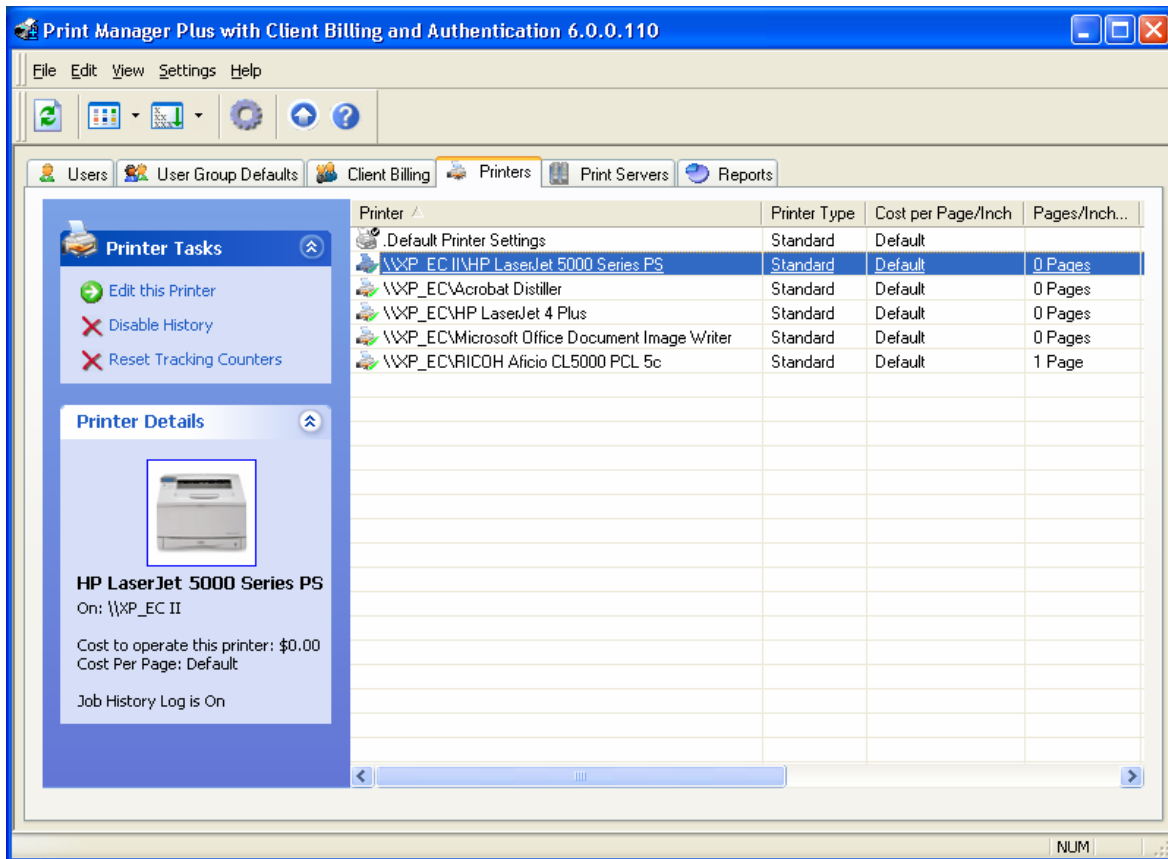 Print Manager Plus with Client Billing and Authentication 6.0.0.110
File Edit View Settings Help
Users User Group Defaults Client Billing Printers Print Servers Reports
Printer Tasks
Edit this Printer
Disable History
Reset Tracking Counters
Printer Details
HP LaserJet 5000 Series PS
On: \\XP_EC II
Cost to operate this printer: $0.00
Cost Per Page: Default
Job History Log is On
Printer Printer Type Cost per Page/Inch Pages/Inch...
.Default Printer Settings Standard Default
\\XP_EC II\HP LaserJet 5000 Series PS Standard Default 0 Pages
\\XP_EC\Acrobat Distiller Standard Default 0 Pages
\\XP_EC\HP LaserJet 4 Plus Standard Default 0 Pages
\\XP_EC\Microsoft Office Document Image Writer Standard Default 0 Pages
\\XP_EC\RICOH Aficio CL5000 PCL 5c Standard Default 1 Page
NUM